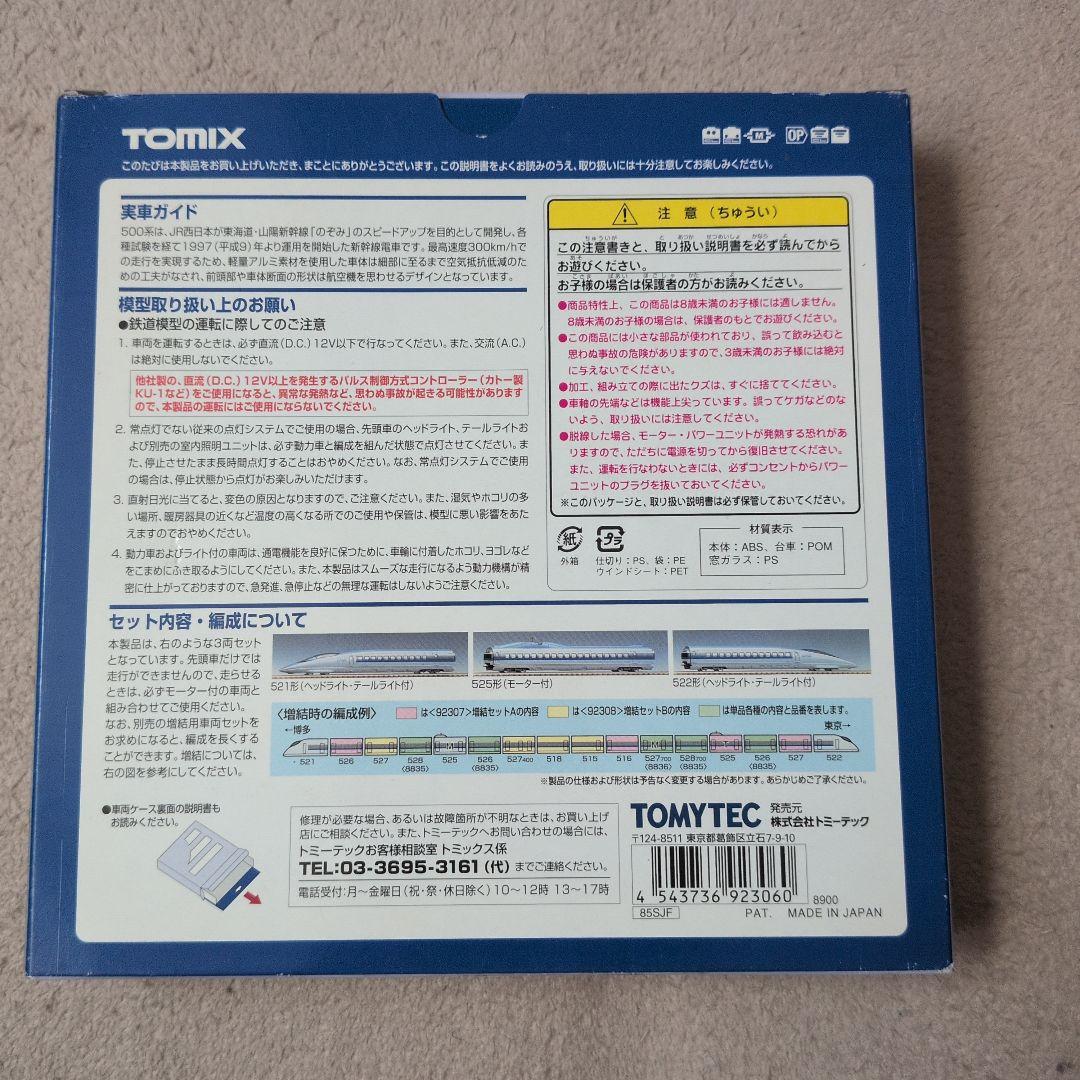 TOMIX
OP
このたびは本製品をお買い上げいただき、まことにありがとうございます。この説明書をよくお読みのうえ、取り扱いには十分注意してお楽しみください。
実車ガイド
500系は、JR西日本が東海道・山陽新幹線「のぞみ」のスピードアップを目的として開発し、各
種試験を経て1997(平成9)年より運用を開始した新幹線電車です。最高速度300km/hで
の走行を実現するため、軽量アルミ素材を使用した車体は細部に至るまで空気抵抗低減のた
めの工夫がなされ、前頭部や車体断面の形状は航空機を思わせるデザインとなっています。
模型取り扱い上のお願い
●鉄道模型の運転に際してのご注意
1. 車両を運転するときは、必ず直流(D.C.)12V以下で行なってください。また、交流(A.C.)
は絶対に使用しないでください。
他社製の、直流(D.C.)12V以上を発生するパルス制御方式コントローラー(カトー製
KU-1など)をご使用になると、異常な発熱など、思わぬ事故が起きる可能性があります
ので、本製品の運転にはご使用にならないでください。
2. 常点灯でない従来の点灯システムでご使用の場合、先頭車のヘッドライト、テールライトお
よび別売の室内照明ユニットは、必ず動力車と編成を組んだ状態で点灯させてください。ま
た、停止させたまま長時間点灯することはおやめください。なお、常点灯システムでご使用
の場合は、停止状態から点灯がお楽しみいただけます。
3. 直射日光に当てると、変色の原因となりますので、ご注意ください。また、湿気やホコリの多
い場所、暖房器具の近くなど温度の高くなる所でのご使用や保管は、模型に悪い影響をあた
えますのでおやめください。
4. 動力車およびライト付の車両は、通電機能を良好に保つために、車輪に付着したホコリ、ヨゴレなど
をこまめにふき取るようにしてください。また、本製品はスムーズな走行になるよう動力機構が精
密に仕上がっておりますので、急発進、急停止などの無理な運転はしないようご注意ください。
注 意 (ちゅうい)
この注意書きと、取り扱い説明書を必ず読んでから
お遊びください。
お子様の場合は保護者の方がお読みください。
●商品特性上、この商品は8歳未満のお子様には適しません。
8歳未満のお子様の場合は、保護者のもとでお遊びください。
●この商品には小さな部品が使われており、誤って飲み込むと
思わぬ事故の危険がありますので、3歳未満のお子様には絶対
に与えないでください。
●加工、組み立ての際に出たクズは、すぐに捨ててください。
●車軸の先端などは機能上尖っています。誤ってケガなどのな
いよう、取り扱いには注意してください。
●脱線した場合、モーター・パワーユニットが発熱する恐れがあ
りますので、ただちに電源を切ってから復旧させてください。
また、運転を行なわないときには、必ずコンセントからパワー
ユニットのプラグを抜いておいてください。
※このパッケージと、取り扱い説明書は必ず保管しておいてください。
紙
外箱
プラ
仕切り:PS、袋:PE
ウインドシート:PET
材質表示
本体:ABS、台車:POM
窓ガラス:PS
セット内容・編成について
本製品は、右のような3両セット
となっています。先頭車だけでは
走行ができませんので、走らせる
ときは、必ずモーター付の車両と
組み合わせてご使用ください。
なお、別売の増結用車両セットを
お求めになると、編成を長くする
ことができます。増結については、
右の図を参考にしてください。
521形(ヘッドライト・テールライト付)
525形(モーター付)
522形(ヘッドライト・テールライト付)
〈増結時の編成例〉 は〈92307〉増結セットAの内容 は〈92308〉増結セットBの内容 は単品各種の内容と品番を表します。
←博多 東京→
M M T
521 526 527 528 525 526 527400 518 515 516 527700 528700 525 526 527 522
(8835) (8835) (8836) (8835)
※製品の仕様および形状は予告なく変更する場合があります。あらかじめご了承ください。
●車両ケース裏面の説明書も
お読みください。
修理が必要な場合、あるいは故障箇所が不明なときは、お買い上げ
店にご相談ください。また、トミーテックへお問い合わせの場合には、
トミーテックお客様相談室 トミックス係
TEL:03-3695-3161(代) までご連絡ください。
電話受付:月〜金曜日(祝・祭・休日除く)10〜12時 13〜17時
TOMYTEC 発売元
株式会社トミーテック
〒124-8511 東京都葛飾区立石7-9-10
4 543736 923060
8900
85SJF PAT. MADE IN JAPAN